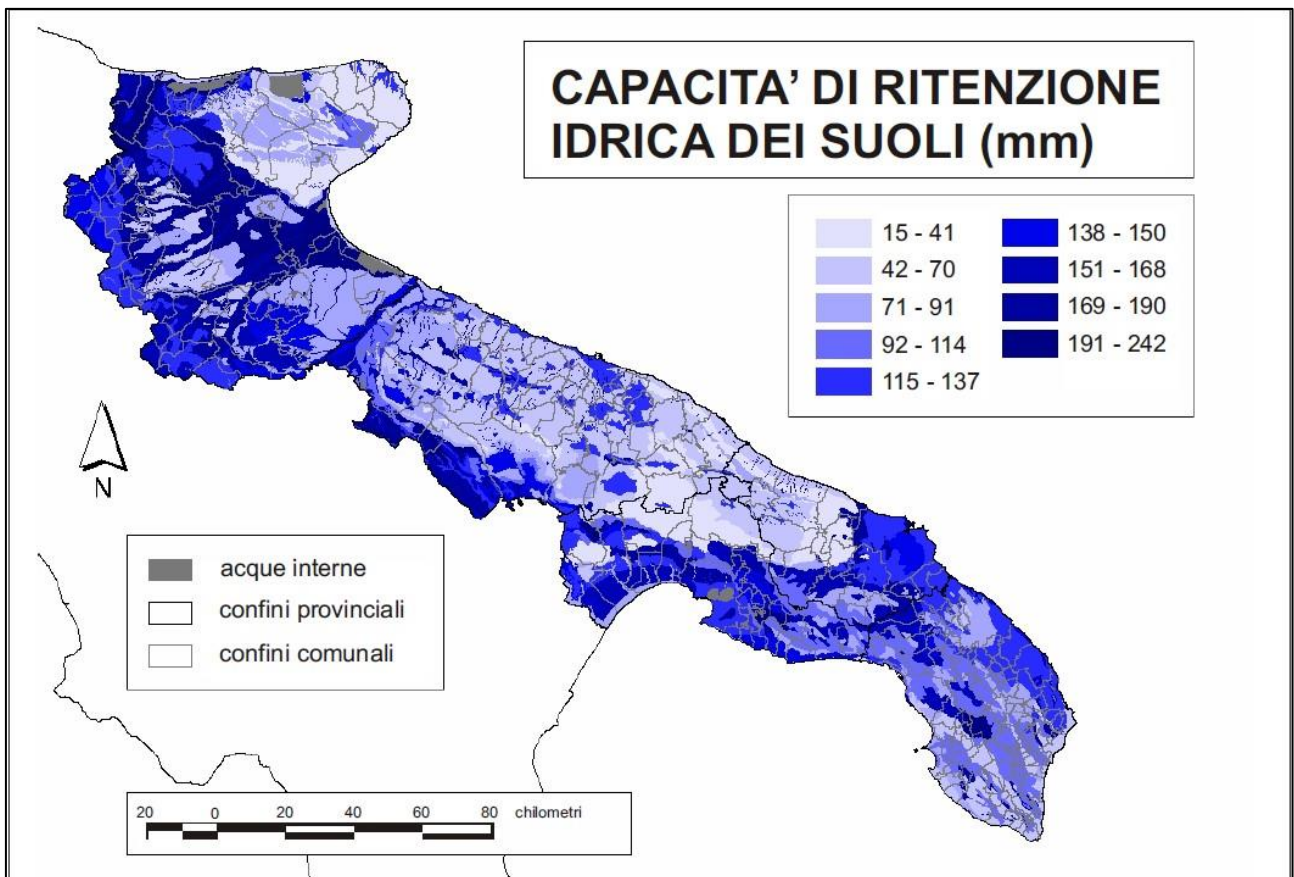 CAPACITA' DI RITENZIONE
IDRICA DEI SUOLI (mm)
15 - 41
42 - 70
71 - 91
92 - 114
115 - 137
138 - 150
151 - 168
169 - 190
191 - 242
N
acque interne
confini provinciali
confini comunali
20 0 20 40 60 80 chilometri